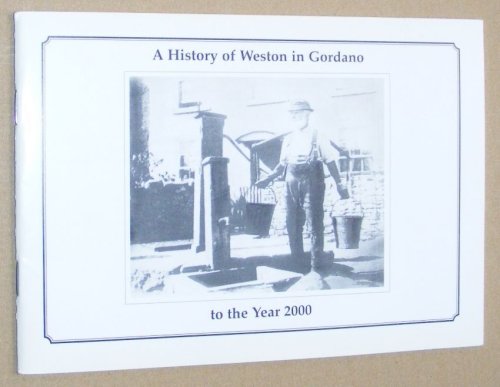 A History of Weston in Gordano
to the Year 2000